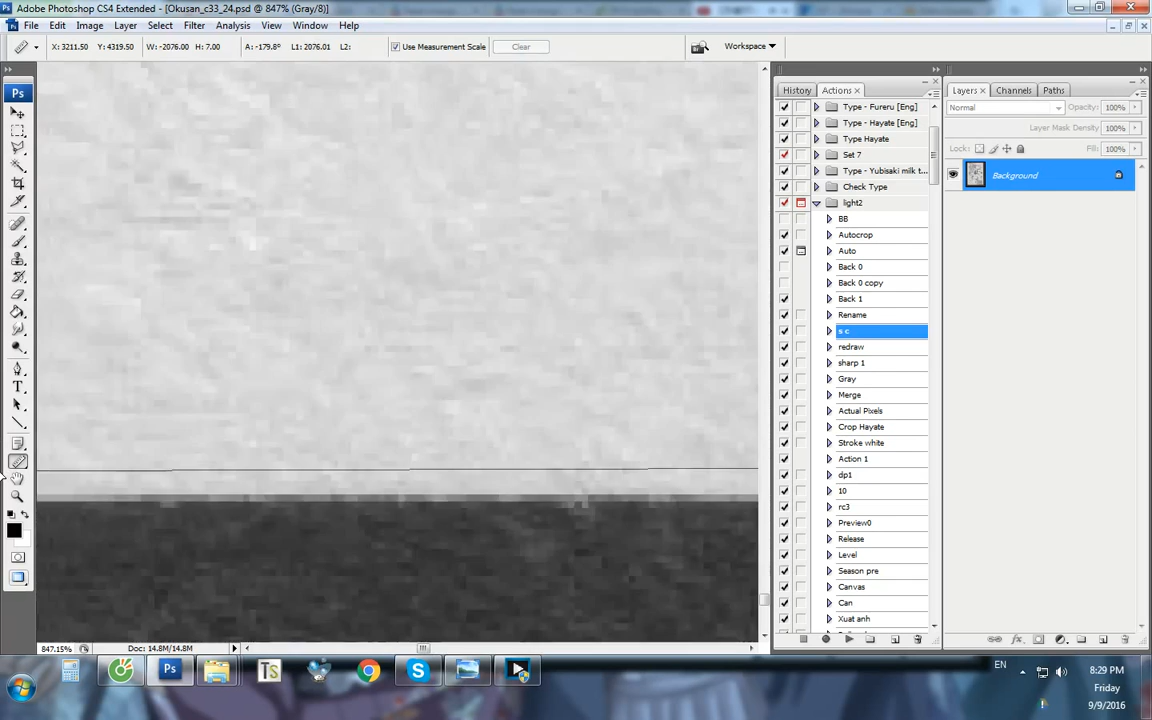 Adobe Photoshop CS4 Extended - [Okusan_c33_24.psd @ 847% (Gray/8)]
Ps File Edit Image Layer Select Filter Analysis View Window Help
X: 3211.50 Y: 4319.50 W: -2076.00 H: 7.00 A: -179.8° L1: 2076.01 L2: Use Measurement Scale Clear Workspace
Ps
History Actions ×
Type - Fureru [Eng]
Type - Hayate [Eng]
Type Hayate
Set 7
Type - Yubisaki milk t...
Check Type
light2
BB
Autocrop
Auto
Back 0
Back 0 copy
Back 1
Rename
s c
redraw
sharp 1
Gray
Merge
Actual Pixels
Crop Hayate
Stroke white
Action 1
dp1
10
rc3
Preview0
Release
Level
Season pre
Canvas
Can
Xuat anh
Layers × Channels Paths
Normal Opacity: 100%
Layer Mask Density: 100%
Lock: Fill: 100%
Background
T
847.15% Doc: 14.8M/14.8M
Ps TS S
EN
8:29 PM
Friday
9/9/2016